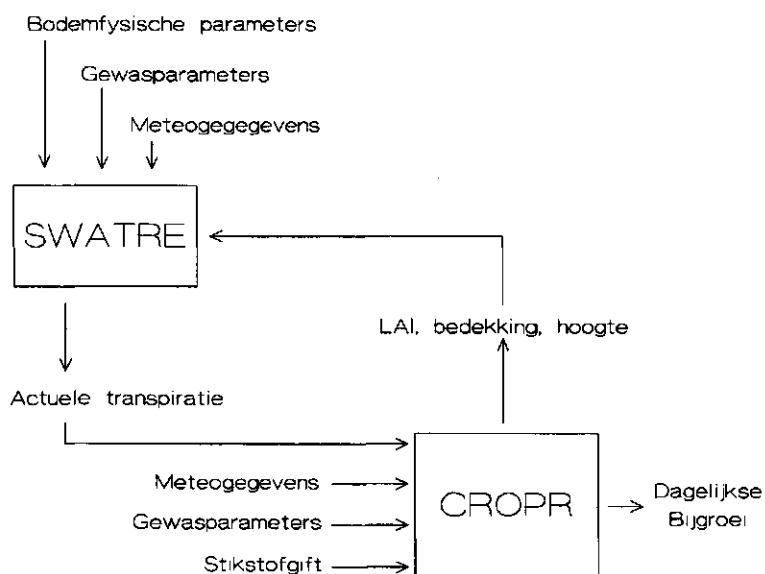 Bodemfysische parameters
Gewasparameters
Meteogegegevens
SWATRE
LAI, bedekking, hoogte
Actuele transpiratie
Meteogegevens
CROPR
Gewasparameters
Stikstofgift
Dagelijkse
Bijgroei